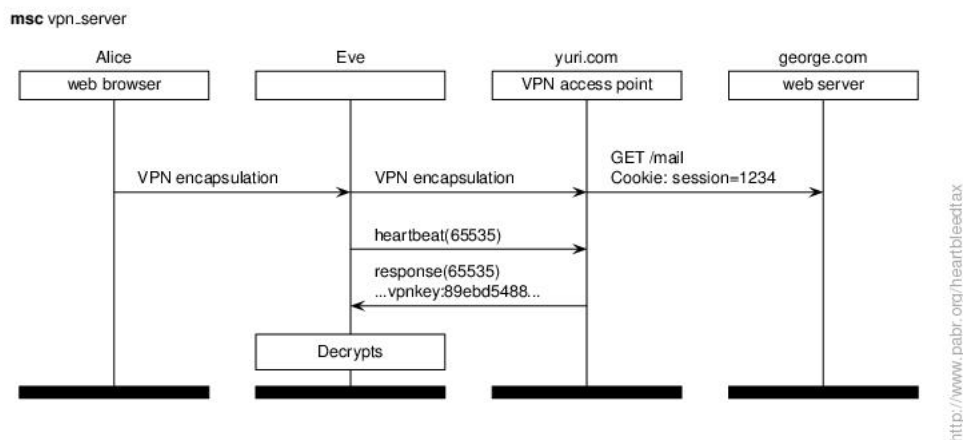 msc vpn_server
Alice
Eve
yuri.com
george.com
web browser
VPN access point
web server
VPN encapsulation
VPN encapsulation
GET /mail
Cookie: session=1234
heartbeat(65535)
response(65535)
...vpnkey:89ebd5488...
Decrypts
http://www.pabr.org/heartbleedtax